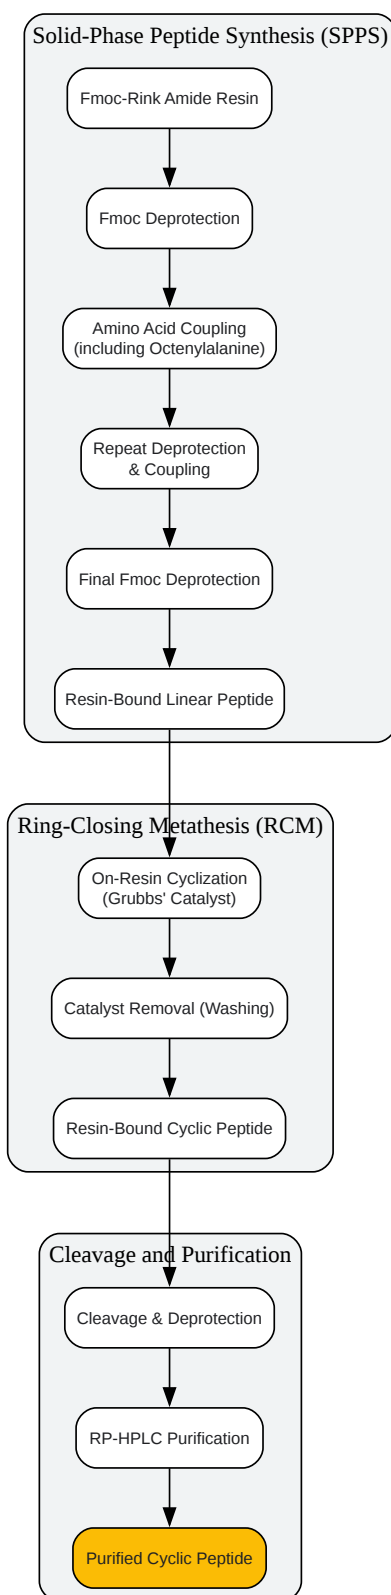 Solid-Phase Peptide Synthesis (SPPS)
Fmoc-Rink Amide Resin
Fmoc Deprotection
Amino Acid Coupling
(including Octenylalanine)
Repeat Deprotection
& Coupling
Final Fmoc Deprotection
Resin-Bound Linear Peptide
Ring-Closing Metathesis (RCM)
On-Resin Cyclization
(Grubbs' Catalyst)
Catalyst Removal (Washing)
Resin-Bound Cyclic Peptide
Cleavage and Purification
Cleavage & Deprotection
RP-HPLC Purification
Purified Cyclic Peptide